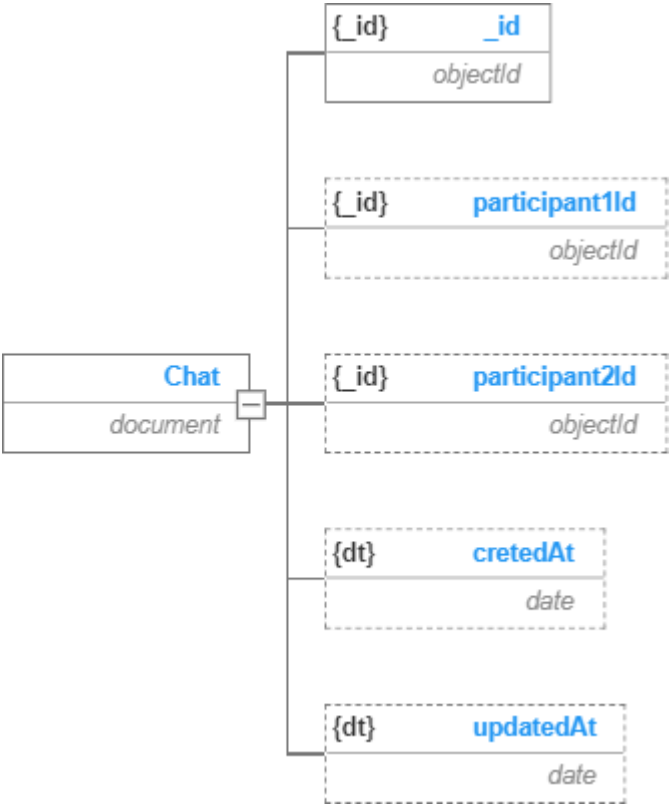 {_id} _id
objectId
{_id} participant1Id
objectId
Chat
document
{_id} participant2Id
objectId
{dt} cretedAt
date
{dt} updatedAt
date